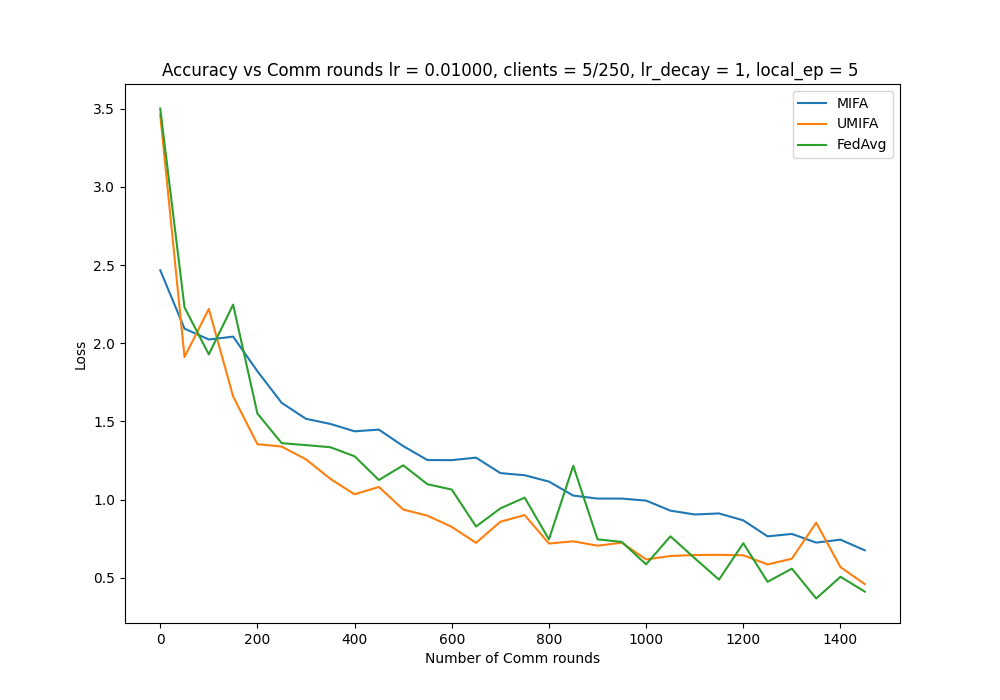 Accuracy vs Comm rounds lr = 0.01000, clients = 5/250, lr_decay = 1, local_ep = 5
MIFA
UMIFA
FedAvg
3.5
3.0
2.5
2.0
1.5
1.0
0.5
Loss
0 200 400 600 800 1000 1200 1400
Number of Comm rounds